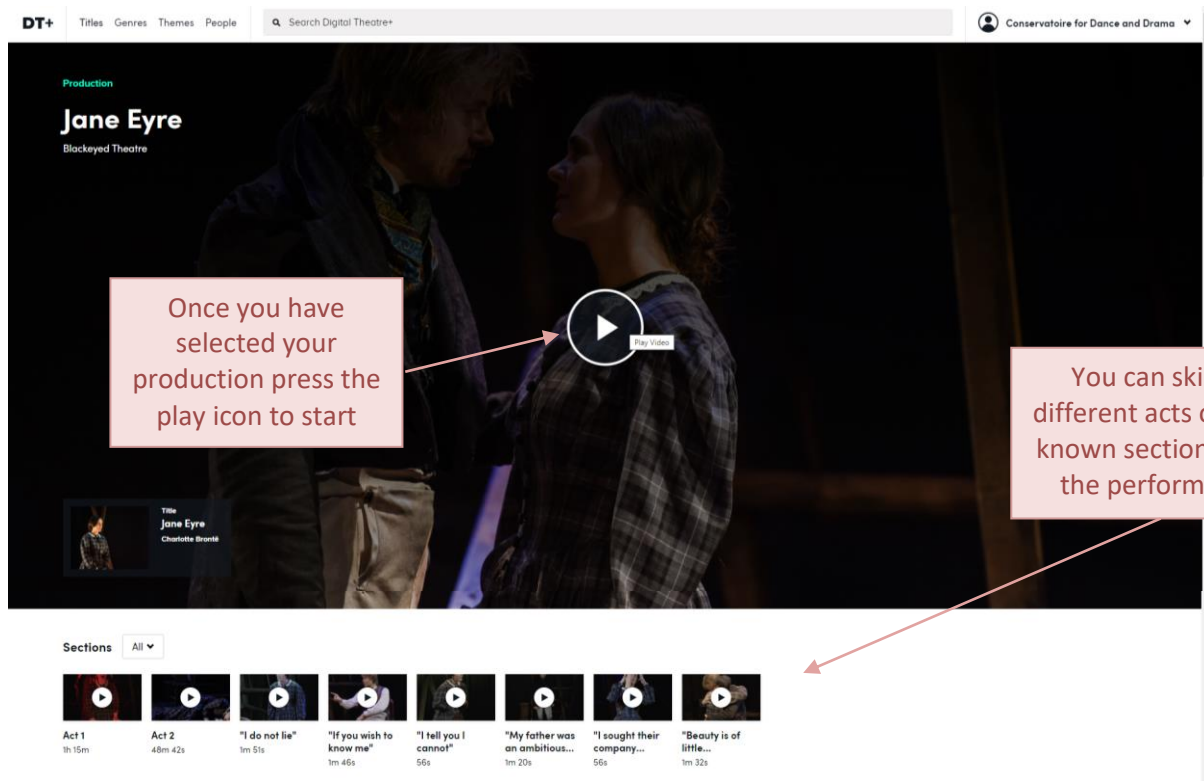 DT+ Titles Genres Themes People Search Digital Theatre+ Conservatoire for Dance and Drama
Production
Jane Eyre
Blackeyed Theatre
Once you have
selected your
production press the
play icon to start
Play Video
You can
different acts
known
the
Title
Jane Eyre
Charlotte Brontë
Sections All
Act 1
1h 15m
Act 2
48m 42s
"I do not lie"
1m 51s
"If you wish to
know me"
1m 46s
"I tell you I
cannot"
56s
"My father was
an ambitious...
1m 20s
"I sought their
company...
56s
"Beauty is of
little...
1m 32s